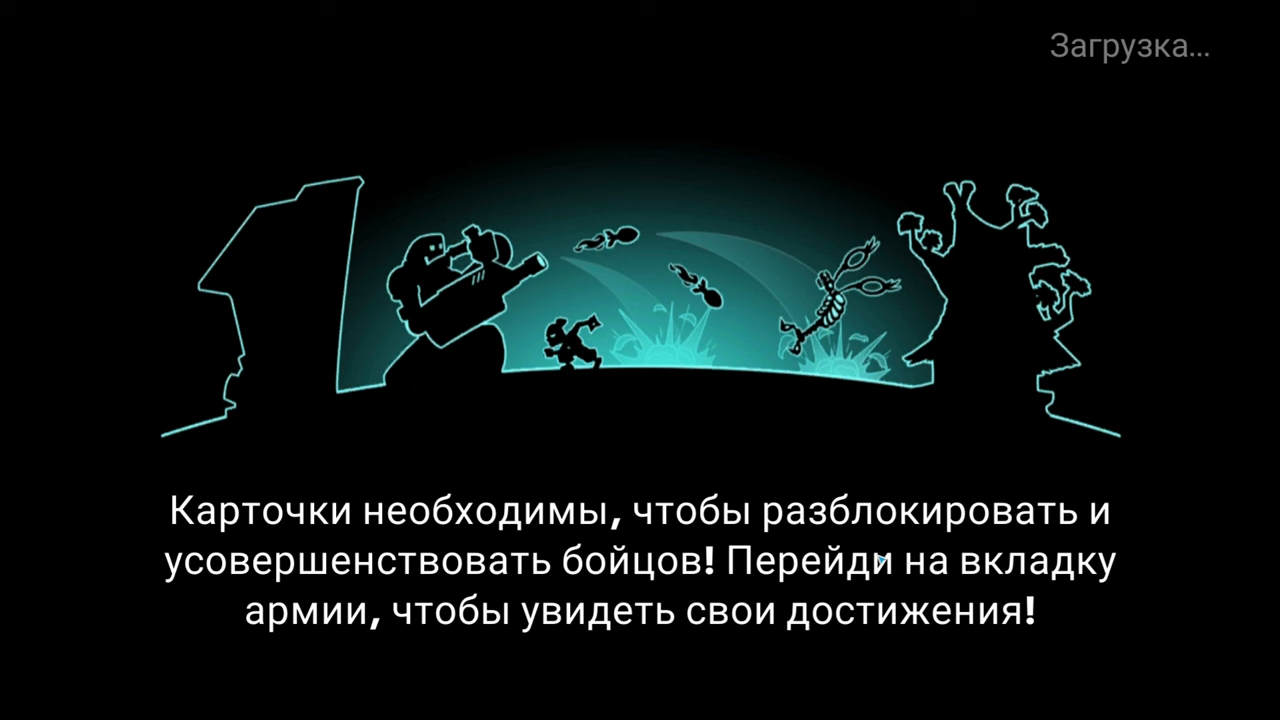 Загрузка...
Карточки необходимы, чтобы разблокировать и
усовершенствовать бойцов! Перейди на вкладку
армии, чтобы увидеть свои достижения!